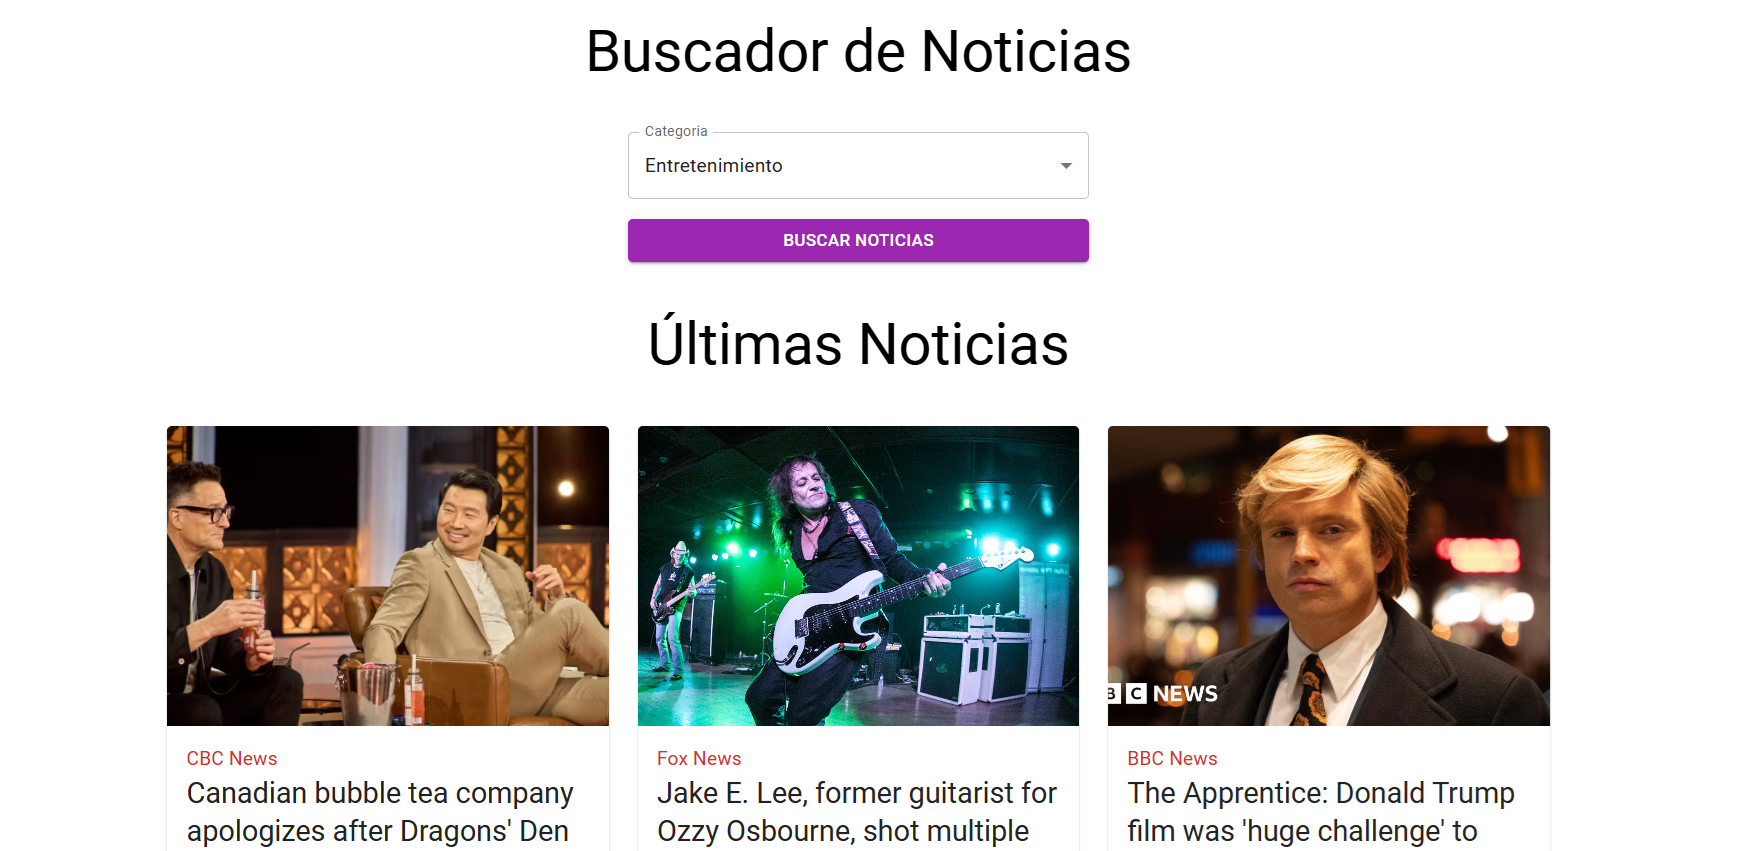 Buscador de Noticias
Categoria
Entretenimiento
BUSCAR NOTICIAS
Últimas Noticias
BBC NEWS
CBC News
Canadian bubble tea company
apologizes after Dragons' Den
Fox News
Jake E. Lee, former guitarist for
Ozzy Osbourne, shot multiple
BBC News
The Apprentice: Donald Trump
film was 'huge challenge' to